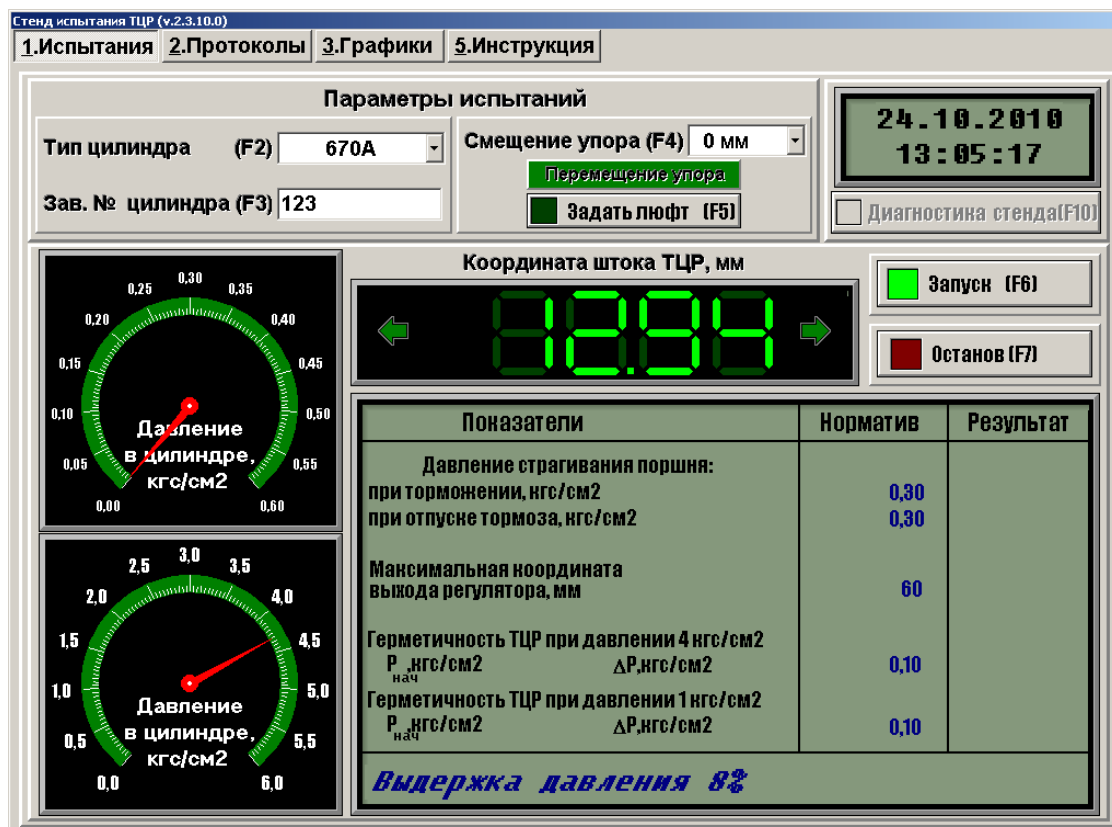 Стенд испытания ТЦР (v.2.3.10.0)
1.Испытания 2.Протоколы 3.Графики 5.Инструкция
Параметры испытаний
Тип цилиндра (F2) 670А
Зав. № цилиндра (F3) 123
Смещение упора (F4) 0 мм
Перемещение упора
Задать люфт (F5)
24.10.2010
13:05:17
Диагностика стенда(F10)
0,00 0,05 0,10 0,15 0,20 0,25 0,30 0,35 0,40 0,45 0,50 0,55 0,60
Давление
в цилиндре,
кгс/см2
Координата штока ТЦР, мм
12.94
Запуск (F6)
Останов (F7)
0,0 0,5 1,0 1,5 2,0 2,5 3,0 3,5 4,0 4,5 5,0 5,5 6,0
Давление
в цилиндре,
кгс/см2
Показатели Норматив Результат
Давление страгивания поршня:
при торможении, кгс/см2 0,30
при отпуске тормоза, кгс/см2 0,30
Максимальная координата
выхода регулятора, мм 60
Герметичность ТЦР при давлении 4 кгс/см2
Рнач,кгс/см2 ΔР,кгс/см2 0,10
Герметичность ТЦР при давлении 1 кгс/см2
Рнач,кгс/см2 ΔР,кгс/см2 0,10
Выдержка давления 8%